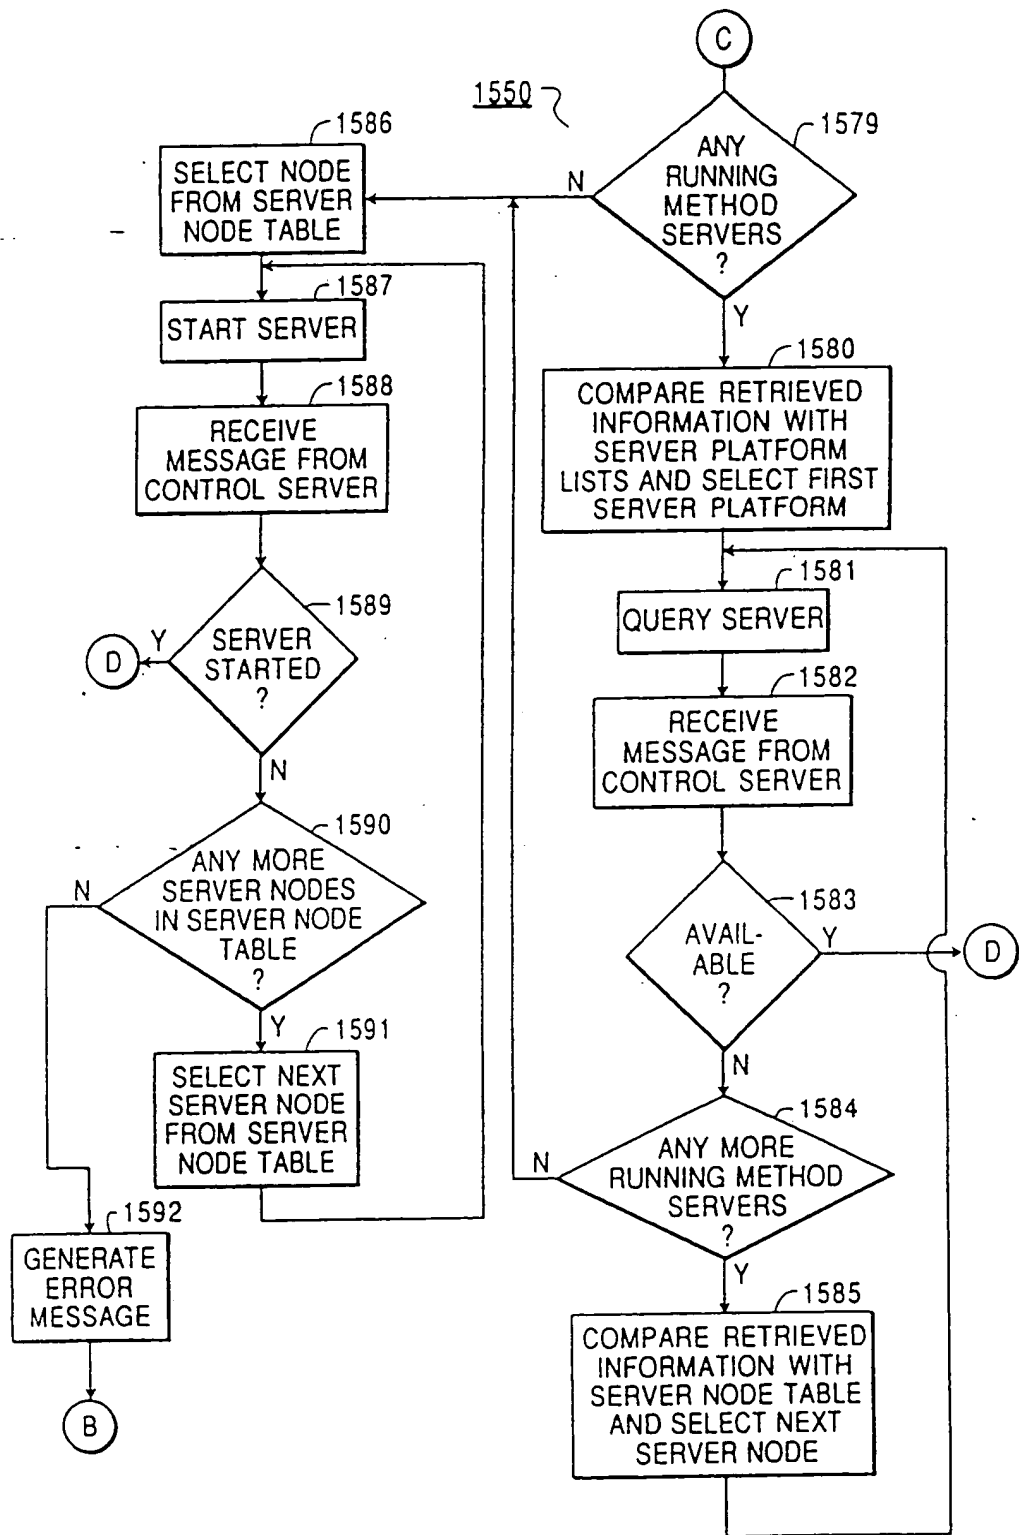 C
1550
1579
ANY
RUNNING
METHOD
SERVERS
?
N
Y
1586
SELECT NODE
FROM SERVER
NODE TABLE
1587
START SERVER
1588
RECEIVE
MESSAGE FROM
CONTROL SERVER
1589
SERVER
STARTED
?
Y
D
N
1590
ANY MORE
SERVER NODES
IN SERVER NODE
TABLE
?
N
Y
1591
SELECT NEXT
SERVER NODE
FROM SERVER
NODE TABLE
1592
GENERATE
ERROR
MESSAGE
B
1580
COMPARE RETRIEVED
INFORMATION WITH
SERVER PLATFORM
LISTS AND SELECT FIRST
SERVER PLATFORM
1581
QUERY SERVER
1582
RECEIVE
MESSAGE FROM
CONTROL SERVER
1583
AVAIL-
ABLE
?
Y
D
N
1584
ANY MORE
RUNNING METHOD
SERVERS
?
N
Y
1585
COMPARE RETRIEVED
INFORMATION WITH
SERVER NODE TABLE
AND SELECT NEXT
SERVER NODE